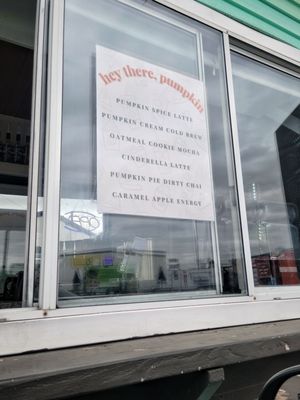 hey there, pumpkin
PUMPKIN SPICE LATTE
PUMPKIN CREAM COLD BREW
OATMEAL COOKIE MOCHA
CINDERELLA LATTE
PUMPKIN PIE DIRTY CHAI
CARAMEL APPLE ENERGY